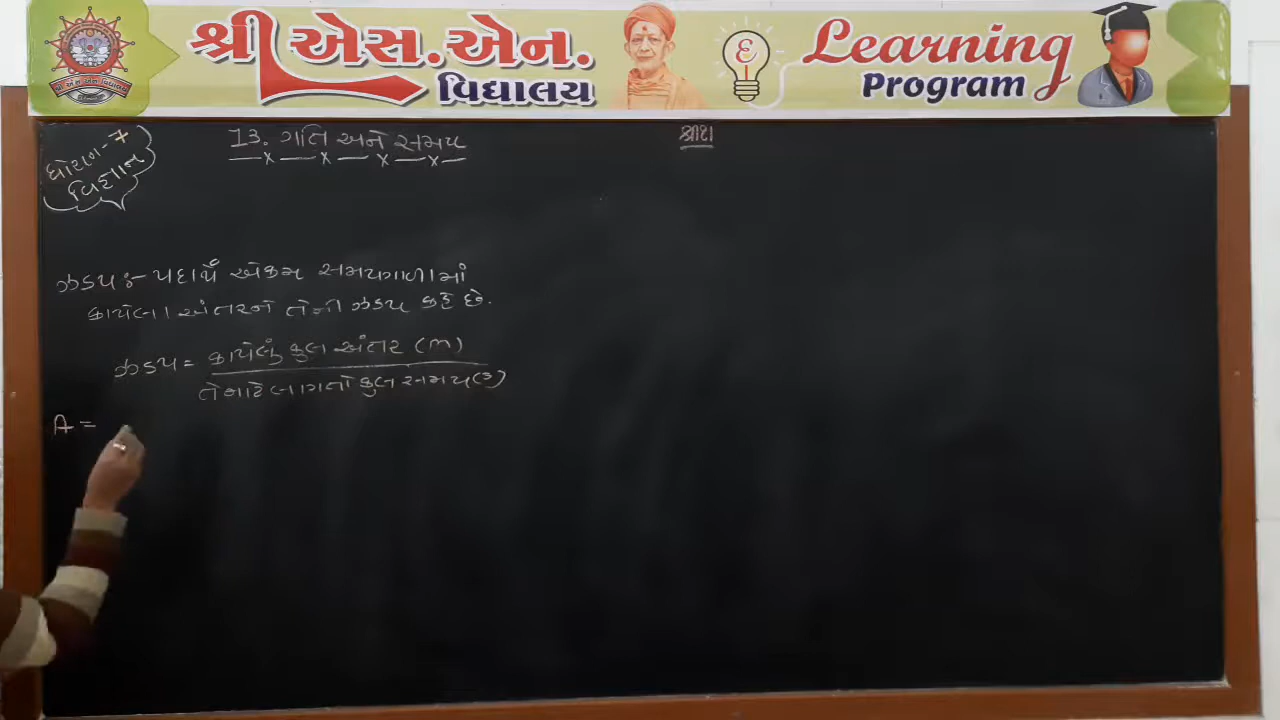 શ્રી એસ.એન.
વિદ્યાલય
e
Learning
Program
ધોરણ-7
વિજ્ઞાન
13. ગતિ અને સમય
ઝડપ:- પદાર્થે એકમ સમયગાળામાં
કાપેલા અંતરને તેની ઝડપ કહે છે.
ઝડપ = કાપેલું કુલ અંતર (m)
તે માટે લાગતો કુલ સમય (s)
A =